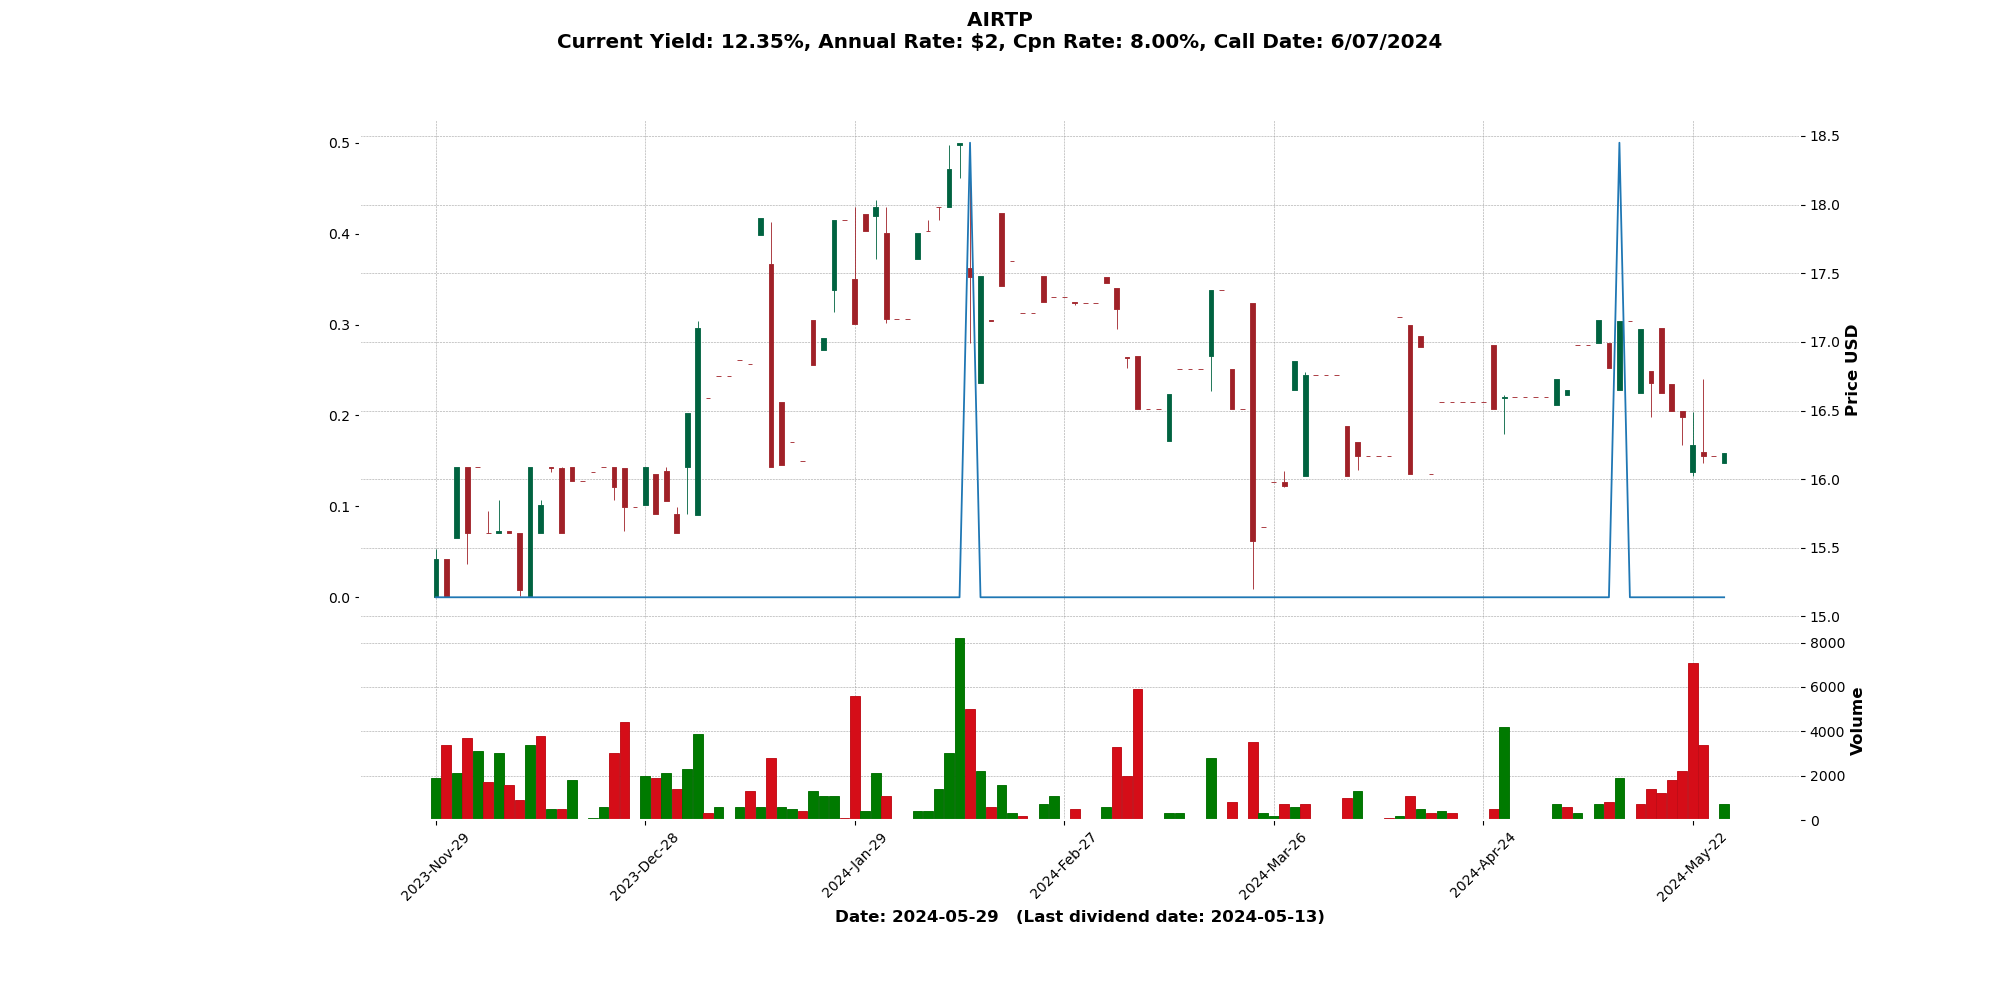 AIRTP
Current Yield: 12.35%, Annual Rate: $2, Cpn Rate: 8.00%, Call Date: 6/07/2024
0.5
0.4
0.3
0.2
0.1
0.0
18.5
18.0
17.5
17.0
16.5
16.0
15.5
15.0
Price USD
8000
6000
4000
2000
0
Volume
2023-Nov-29
2023-Dec-28
2024-Jan-29
2024-Feb-27
2024-Mar-26
2024-Apr-24
2024-May-22
Date: 2024-05-29   (Last dividend date: 2024-05-13)